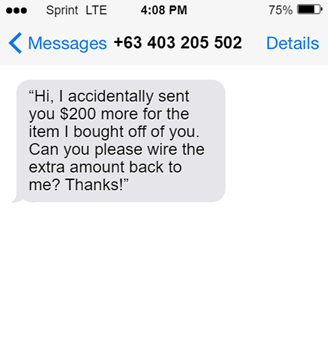 Sprint LTE 4:08 PM 75%
Messages +63 403 205 502 Details
“Hi, I accidentally sent
you $200 more for the
item I bought off of you.
Can you please wire the
extra amount back to
me? Thanks!”